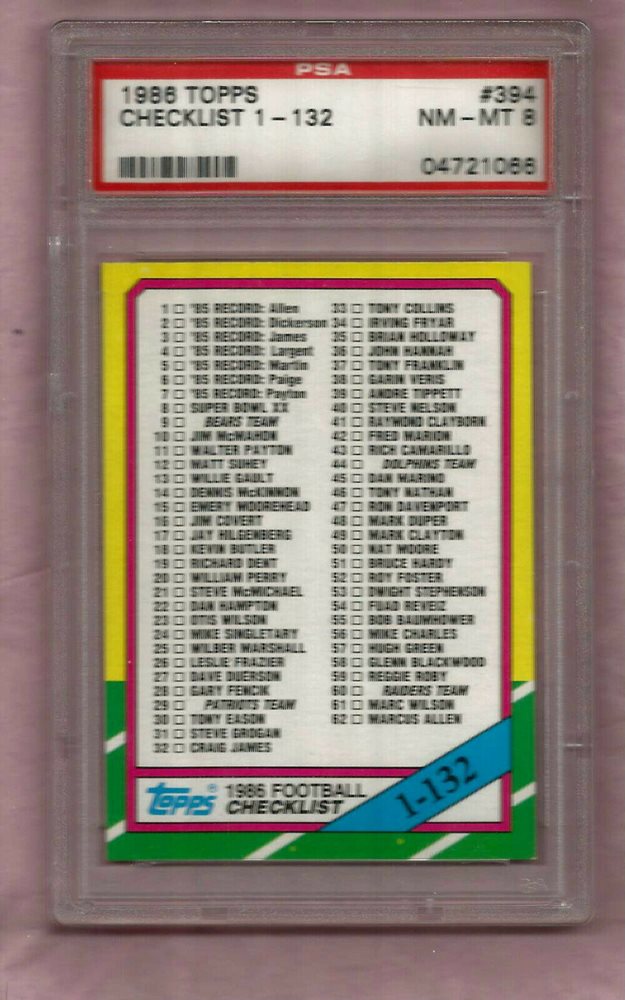 PSA
1986 TOPPS #394
CHECKLIST 1-132 NM-MT 8
04721066
1 '85 RECORD: Allen
2 '85 RECORD: Dickerson
3 '85 RECORD: James
4 '85 RECORD: Largent
5 '85 RECORD: Martin
6 '85 RECORD: Paige
7 '85 RECORD: Payton
8 SUPER BOWL XX
9 BEARS TEAM
10 JIM McMAHON
11 WALTER PAYTON
12 MATT SUHEY
13 WILLIE GAULT
14 DENNIS McKINNON
15 EMERY MOOREHEAD
16 JIM COVERT
17 JAY HILGENBERG
18 KEVIN BUTLER
19 RICHARD DENT
20 WILLIAM PERRY
21 STEVE McMICHAEL
22 DAN HAMPTON
23 OTIS WILSON
24 MIKE SINGLETARY
25 WILBER MARSHALL
26 LESLIE FRAZIER
27 DAVE DUERSON
28 GARY FENCIK
29 PATRIOTS TEAM
30 TONY EASON
31 STEVE GROGAN
32 CRAIG JAMES
33 TONY COLLINS
34 IRVING FRYAR
35 BRIAN HOLLOWAY
36 JOHN HANNAH
37 TONY FRANKLIN
38 GARIN VERIS
39 ANDRE TIPPETT
40 STEVE NELSON
41 RAYMOND CLAYBORN
42 FRED MARION
43 RICH CAMARILLO
44 DOLPHINS TEAM
45 DAN MARINO
46 TONY NATHAN
47 RON DAVENPORT
48 MARK DUPER
49 MARK CLAYTON
50 NAT MOORE
51 BRUCE HARDY
52 ROY FOSTER
53 DWIGHT STEPHENSON
54 FUAD REVEIZ
55 BOB BAUMHOWER
56 MIKE CHARLES
57 HUGH GREEN
58 GLENN BLACKWOOD
59 REGGIE ROBY
60 RAIDERS TEAM
61 MARC WILSON
62 MARCUS ALLEN
Topps® 1986 FOOTBALL
CHECKLIST
1-132